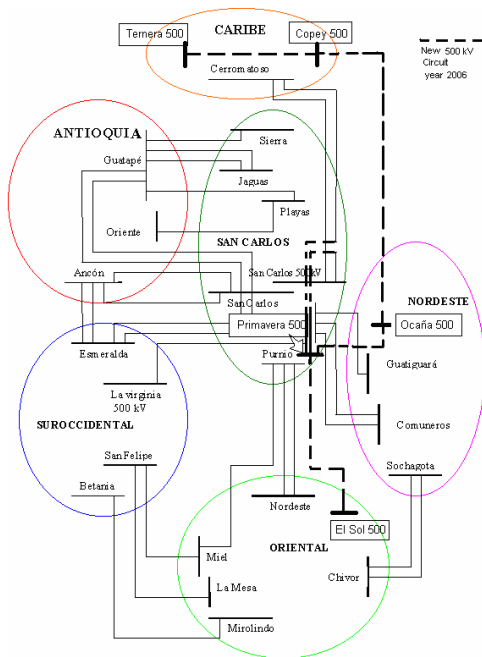 Ternera 500
CARIBE
Copey 500
New 500 kV
Circuit
year 2006
Cerromatoso
ANTIOQUIA
Guatapé
Sierra
Jaguas
Oriente
Playas
SAN CARLOS
Ancón
San Carlos 500kV
SanCarlos
NORDESTE
Primavera 500
Ocaña 500
Esmeralda
Purnio
Guatiguará
La virginia
500 kV
SUROCCIDENTAL
Comuneros
SanFelipe
Sochagota
Betania
Nordeste
El Sol 500
ORIENTAL
Miel
Chivor
La Mesa
Mirolindo